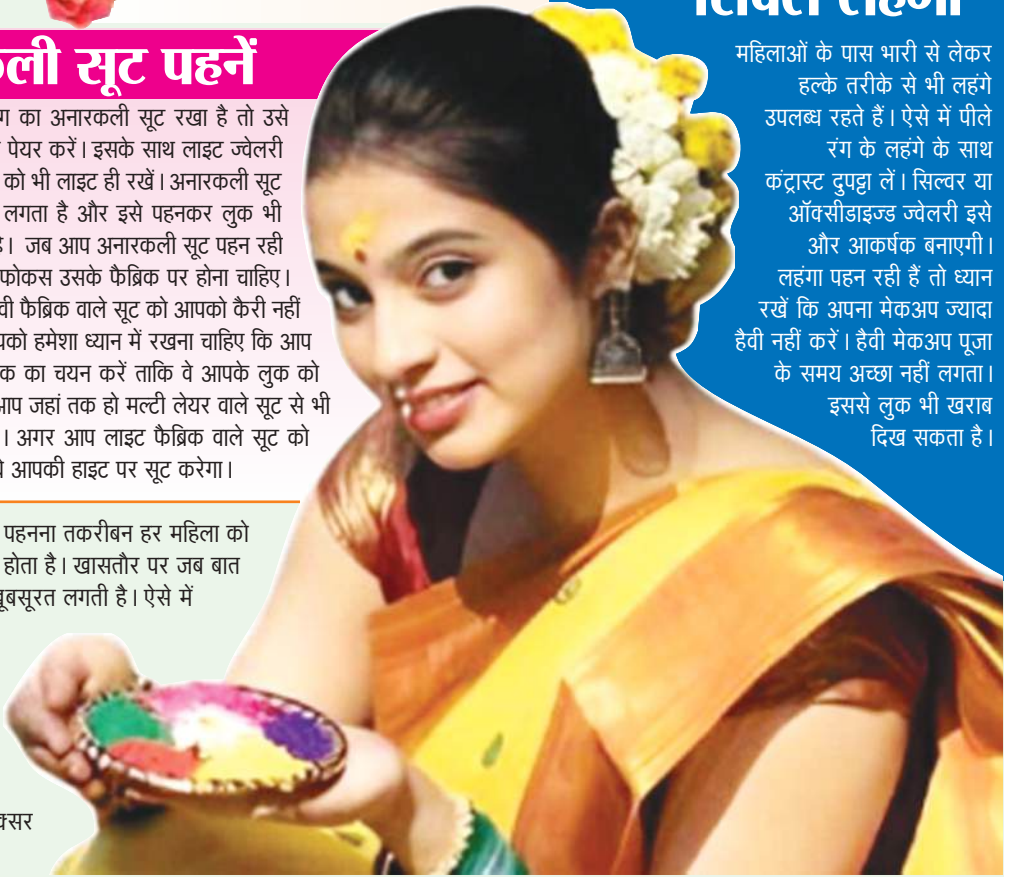 सूट पहनें
का अनारकली सूट रखा है तो उसे
पेयर करें। इसके साथ लाइट ज्वेलरी
को भी लाइट ही रखें। अनारकली सूट
लगता है और इसे पहनकर लुक भी
है। जब आप अनारकली सूट पहन रही
फोकस उसके फैब्रिक पर होना चाहिए।
फैब्रिक वाले सूट को आपको कैरी नहीं
हमेशा ध्यान में रखना चाहिए कि आप
का चयन करें ताकि वे आपके लुक को
आप जहां तक हो मल्टी लेयर वाले सूट से भी
। अगर आप लाइट फैब्रिक वाले सूट को
आपकी हाइट पर सूट करेगा।
पहनना तकरीबन हर महिला को
होता है। खासतौर पर जब बात
खूबसूरत लगती है। ऐसे में
लहंगा
महिलाओं के पास भारी से लेकर
हल्के तरीके से भी लहंगे
उपलब्ध रहते हैं। ऐसे में पीले
रंग के लहंगे के साथ
कंट्रास्ट दुपट्टा लें। सिल्वर या
ऑक्सीडाइज्ड ज्वेलरी इसे
और आकर्षक बनाएगी।
लहंगा पहन रही हैं तो ध्यान
रखें कि अपना मेकअप ज्यादा
हैवी नहीं करें। हैवी मेकअप पूजा
के समय अच्छा नहीं लगता।
इससे लुक भी खराब
दिख सकता है।